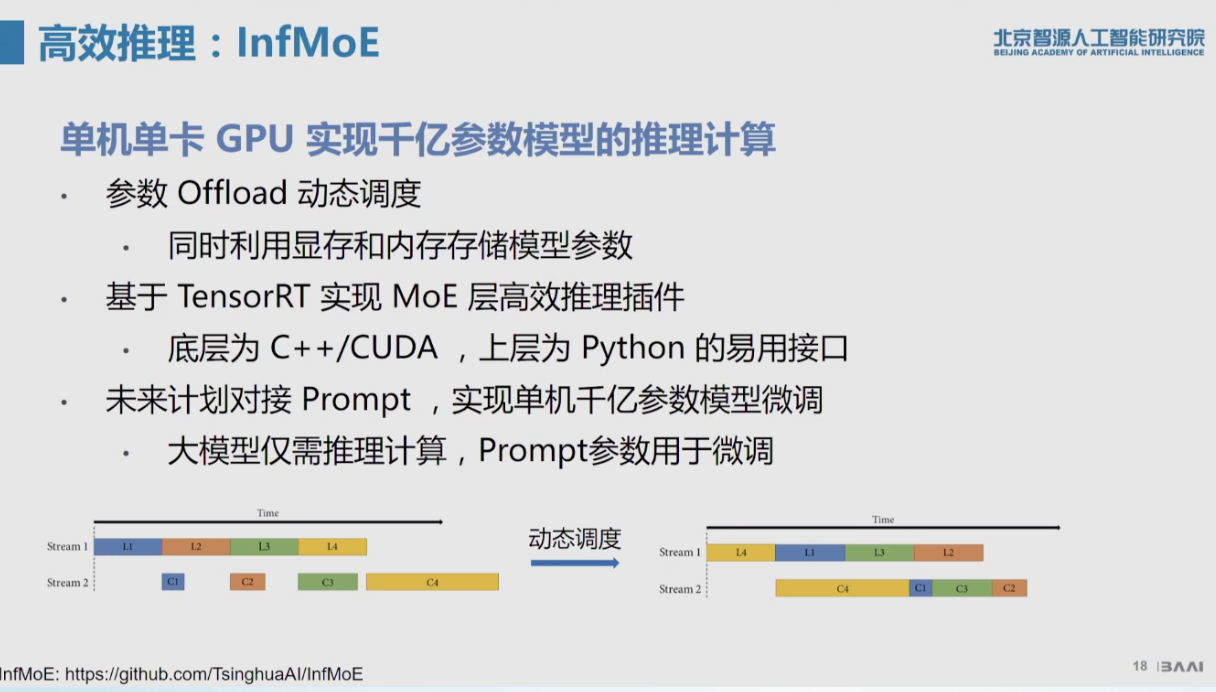 高效推理：InfMoE
北京智源人工智能研究院
BEIJING ACADEMY OF ARTIFICIAL INTELLIGENCE
单机单卡 GPU 实现千亿参数模型的推理计算
• 参数 Offload 动态调度
• 同时利用显存和内存存储模型参数
• 基于 TensorRT 实现 MoE 层高效推理插件
• 底层为 C++/CUDA ，上层为 Python 的易用接口
• 未来计划对接 Prompt ，实现单机千亿参数模型微调
• 大模型仅需推理计算，Prompt参数用于微调
Time
Stream 1 L1 L2 L3 L4
Stream 2 C1 C2 C3 C4
动态调度
Time
Stream 1 L4 L1 L3 L2
Stream 2 C4 C1 C3 C2
InfMoE: https://github.com/TsinghuaAI/InfMoE
18 BAAI